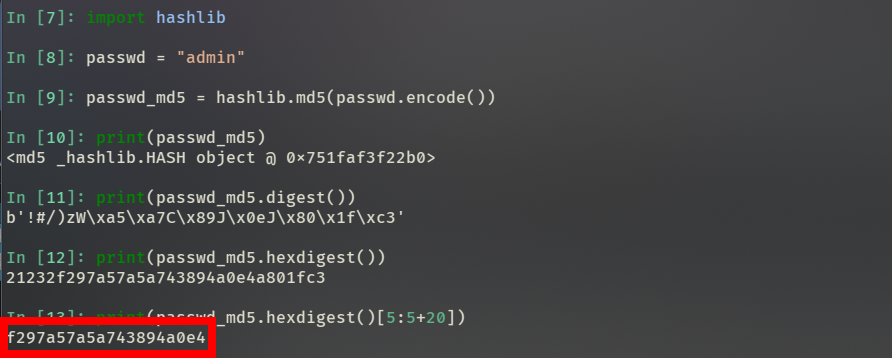 In [7]: import hashlib
In [8]: passwd = "admin"
In [9]: passwd_md5 = hashlib.md5(passwd.encode())
In [10]: print(passwd_md5)
<md5 _hashlib.HASH object @ 0×751faf3f22b0>
In [11]: print(passwd_md5.digest())
b'!#/)zW\xa5\xa7C\x89J\x0eJ\x80\x1f\xc3'
In [12]: print(passwd_md5.hexdigest())
21232f297a57a5a743894a0e4a801fc3
In [13]: print(passwd_md5.hexdigest()[5:5+20])
f297a57a5a743894a0e4